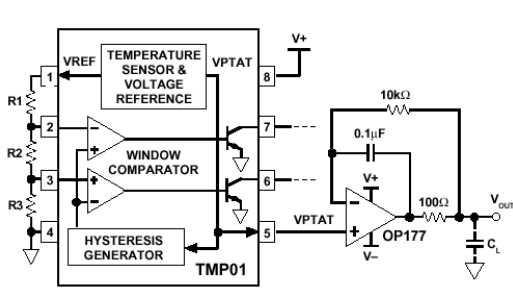 V+
VREF
TEMPERATURE
SENSOR &
VOLTAGE
REFERENCE
VPTAT
1
8
R1
2
7
10kΩ
0.1μF
R2
WINDOW
COMPARATOR
3
6
V+
100Ω
VOUT
R3
VPTAT
OP177
4
HYSTERESIS
GENERATOR
5
V–
CL
TMP01